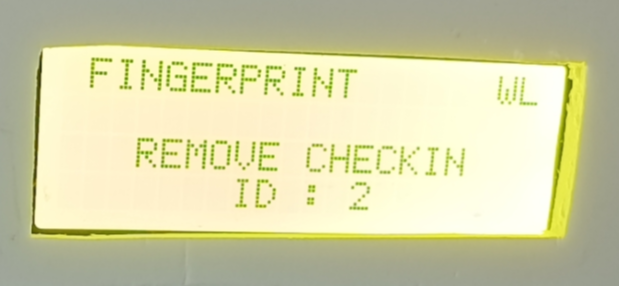 FINGERPRINT WL
REMOVE CHECKIN
ID : 2